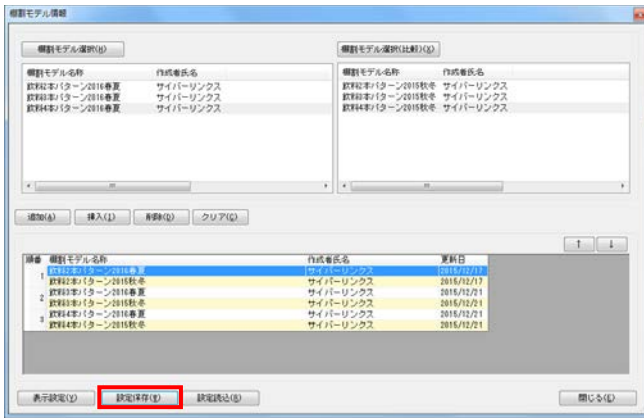 棚割モデル情報
棚割モデル選択(H)
棚割モデル選択(比較)(X)
棚割モデル名称 作成者氏名
飲料2本パターン2016春夏 サイバーリンクス
飲料3本パターン2016春夏 サイバーリンクス
飲料4本パターン2016春夏 サイバーリンクス
棚割モデル名称 作成者氏名
飲料2本パターン2015秋冬 サイバーリンクス
飲料3本パターン2015秋冬 サイバーリンクス
飲料4本パターン2015秋冬 サイバーリンクス
追加(A) 挿入(I) 削除(D) クリア(C)
↑ ↓
順番 棚割モデル名称 作成者氏名 更新日
1 飲料2本パターン2016春夏 サイバーリンクス 2015/12/17
飲料2本パターン2015秋冬 サイバーリンクス 2015/12/17
2 飲料3本パターン2016春夏 サイバーリンクス 2015/12/21
飲料3本パターン2015秋冬 サイバーリンクス 2015/12/21
3 飲料4本パターン2016春夏 サイバーリンクス 2015/12/21
飲料4本パターン2015秋冬 サイバーリンクス 2015/12/21
表示設定(Y) 設定保存(W) 設定読込(R) 閉じる(E)